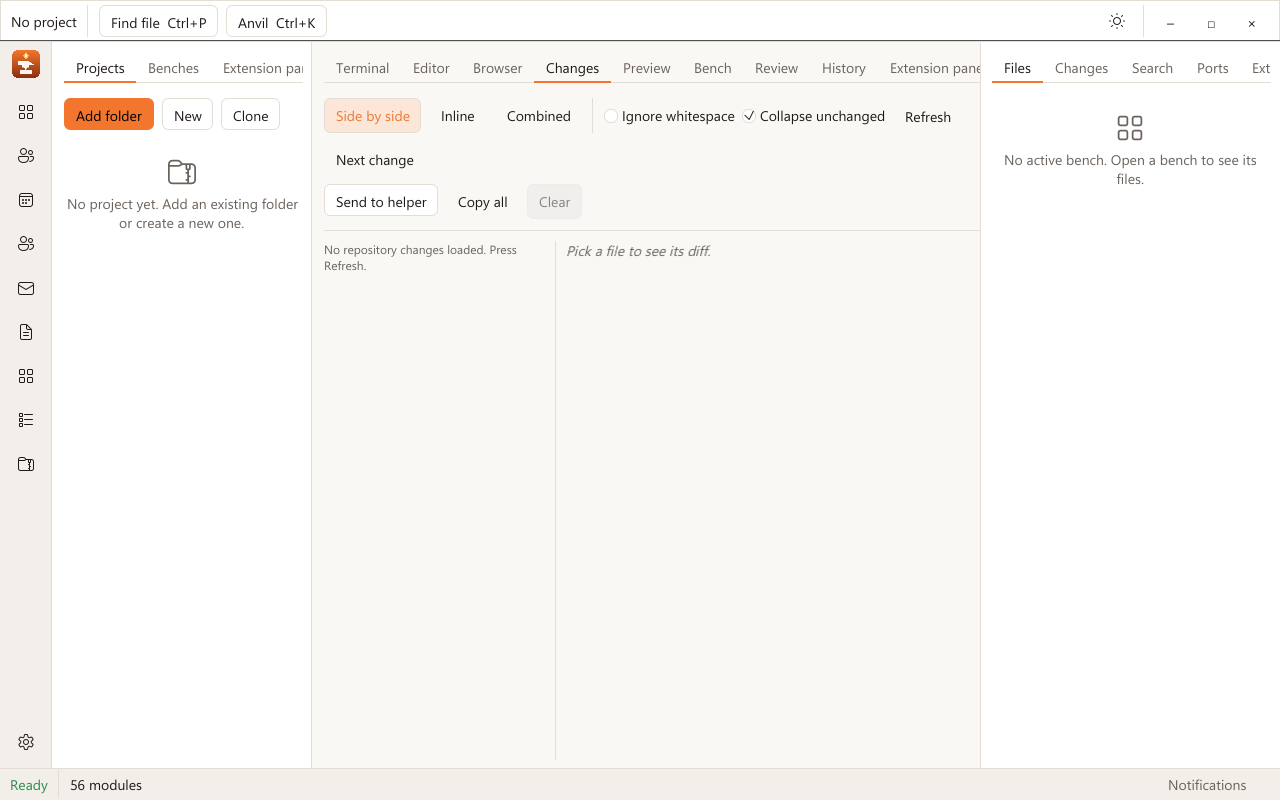 No project
Find file Ctrl+P
Anvil Ctrl+K
Projects Benches Extension par
Add folder New Clone
No project yet. Add an existing folder
or create a new one.
Terminal Editor Browser Changes Preview Bench Review History Extension pane
Side by side Inline Combined Ignore whitespace Collapse unchanged Refresh
Next change
Send to helper Copy all Clear
No repository changes loaded. Press
Refresh.
Pick a file to see its diff.
Files Changes Search Ports Ext
No active bench. Open a bench to see its
files.
Ready 56 modules Notifications